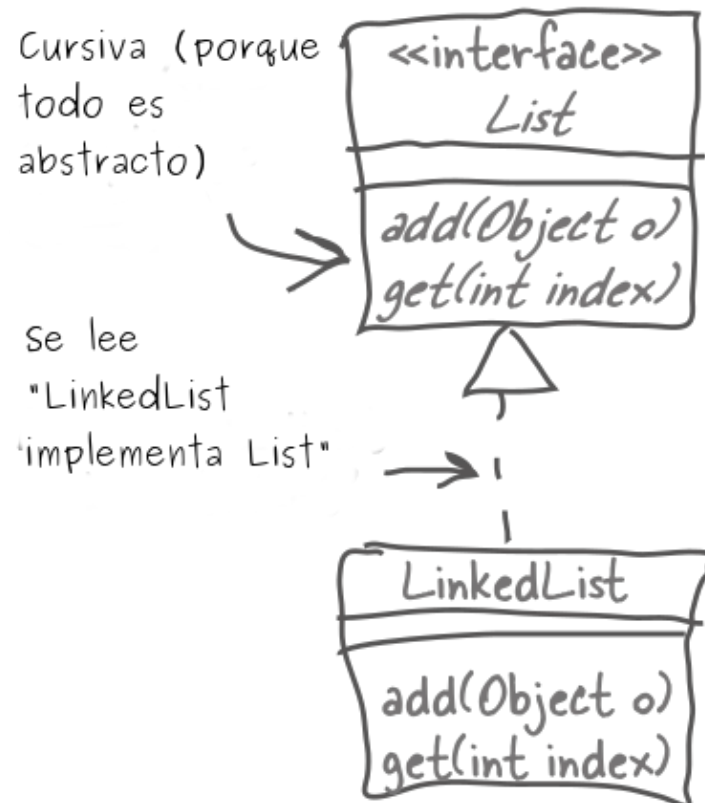 Cursiva (porque
todo es
abstracto)
<<interface>>
List
add(Object o)
get(int index)
Se lee
"LinkedList
implementa List"
LinkedList
add(Object o)
get(int index)